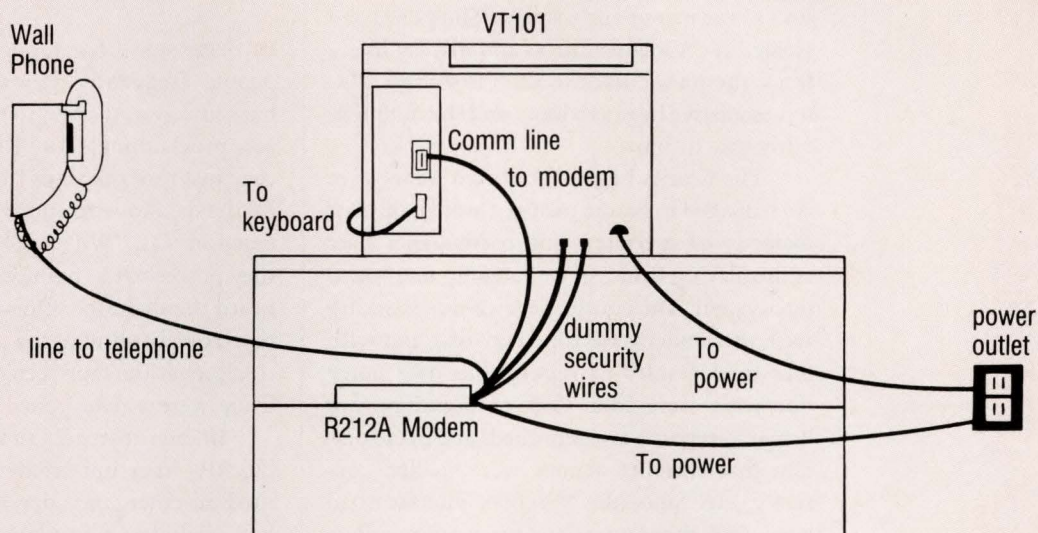 VT101
Wall
Phone
Comm line
to modem
To
keyboard
line to telephone
dummy
security
wires
To
power
power
outlet
R212A Modem
To power